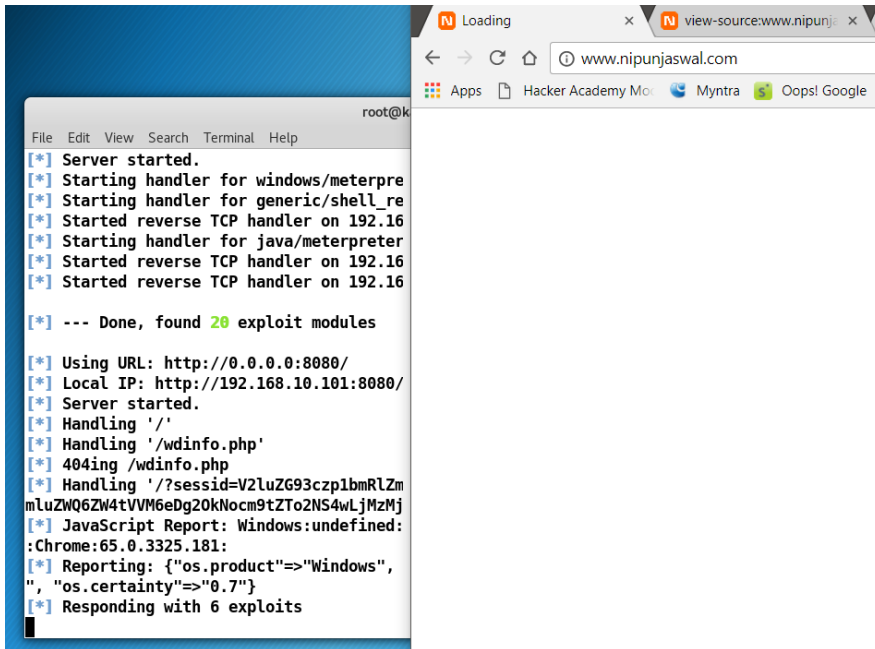 root@k
File Edit View Search Terminal Help
[*] Server started.
[*] Starting handler for windows/meterpre
[*] Starting handler for generic/shell_re
[*] Started reverse TCP handler on 192.16
[*] Starting handler for java/meterpreter
[*] Started reverse TCP handler on 192.16
[*] Started reverse TCP handler on 192.16
[*] --- Done, found 20 exploit modules
[*] Using URL: http://0.0.0.0:8080/
[*] Local IP: http://192.168.10.101:8080/
[*] Server started.
[*] Handling '/'
[*] Handling '/wdinfo.php'
[*] 404ing /wdinfo.php
[*] Handling '/?sessid=V2luZG93czp1bmRlZm
mluZWQ6ZW4tVVM6eDg2OkNocm9tZTo2NS4wLjMzMj
[*] JavaScript Report: Windows:undefined:
:Chrome:65.0.3325.181:
[*] Reporting: {"os.product"=>"Windows",
", "os.certainty"=>"0.7"}
[*] Responding with 6 exploits
Loading
view-source:www.nipunja
www.nipunjaswal.com
Apps Hacker Academy Mo Myntra Oops! Google